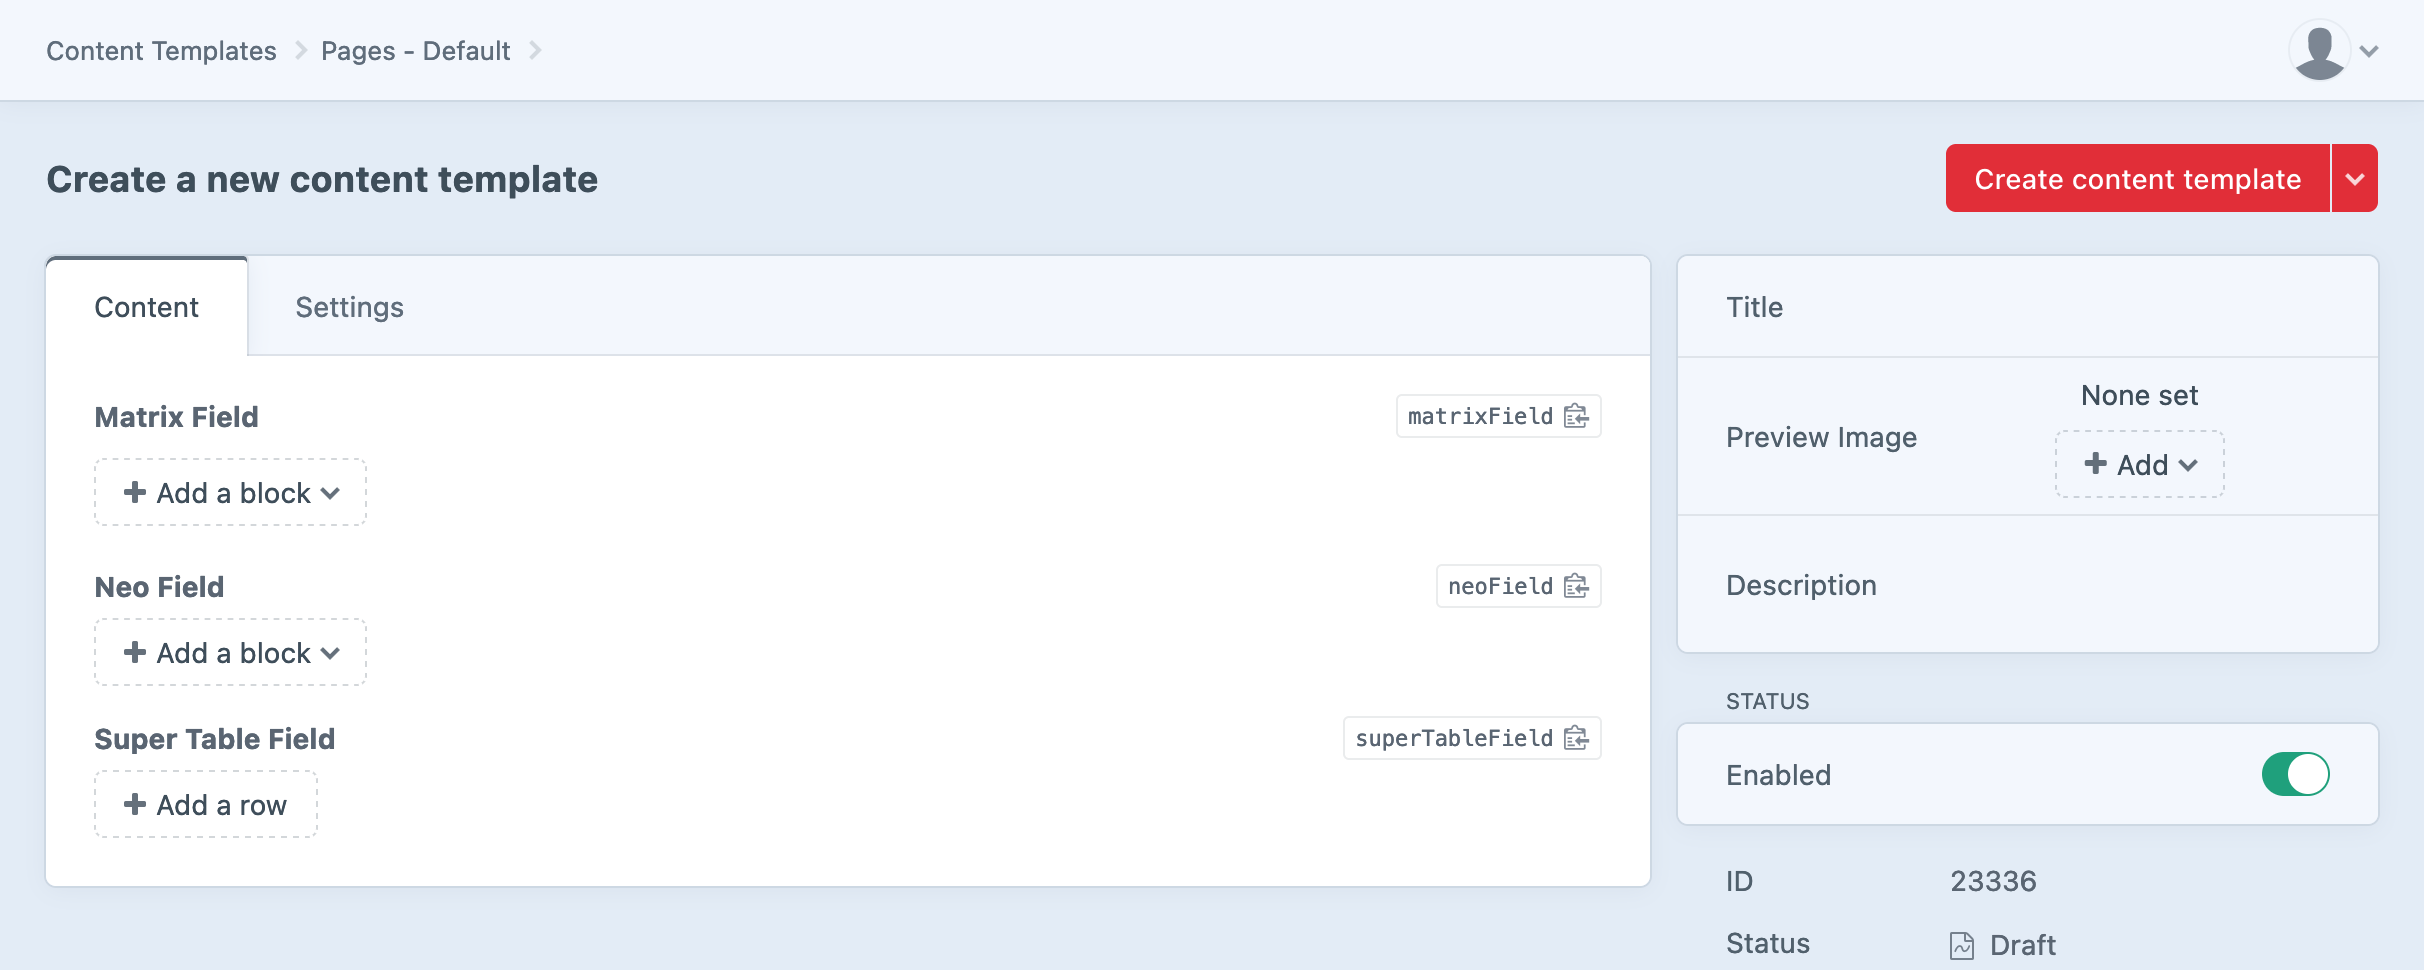 Content Templates
Pages - Default
Create a new content template
Create content template
Content
Settings
Matrix Field
matrixField
Add a block
Neo Field
neoField
Add a block
Super Table Field
superTableField
Add a row
Title
Preview Image
None set
Add
Description
STATUS
Enabled
ID 23336
Status Draft